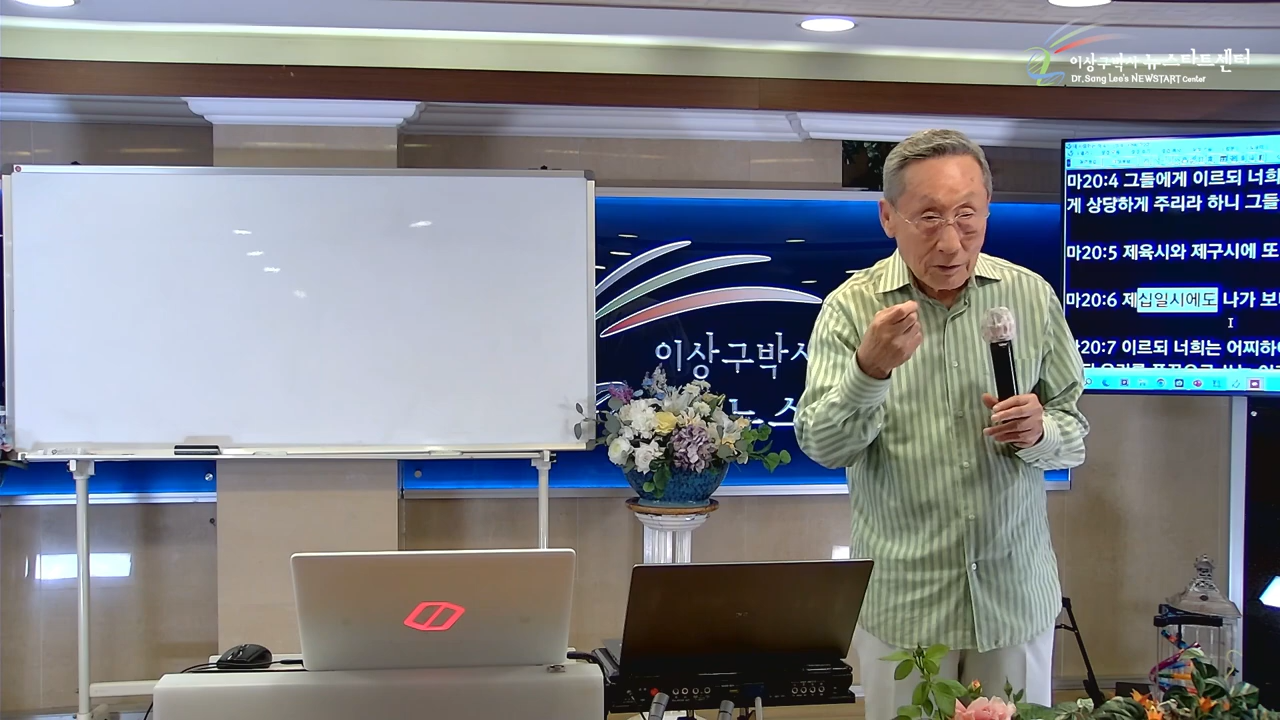 이상구박사 뉴스타트센터
Dr. Sang Lee's NEWSTART Center
마20:4 그들에게 이르되 너희
게 상당하게 주리라 하니 그들
마20:5 제육시와 제구시에 또
마20:6 제십일시에도 나가 보
20:7 이르되 너희는 어찌하
이상구박사